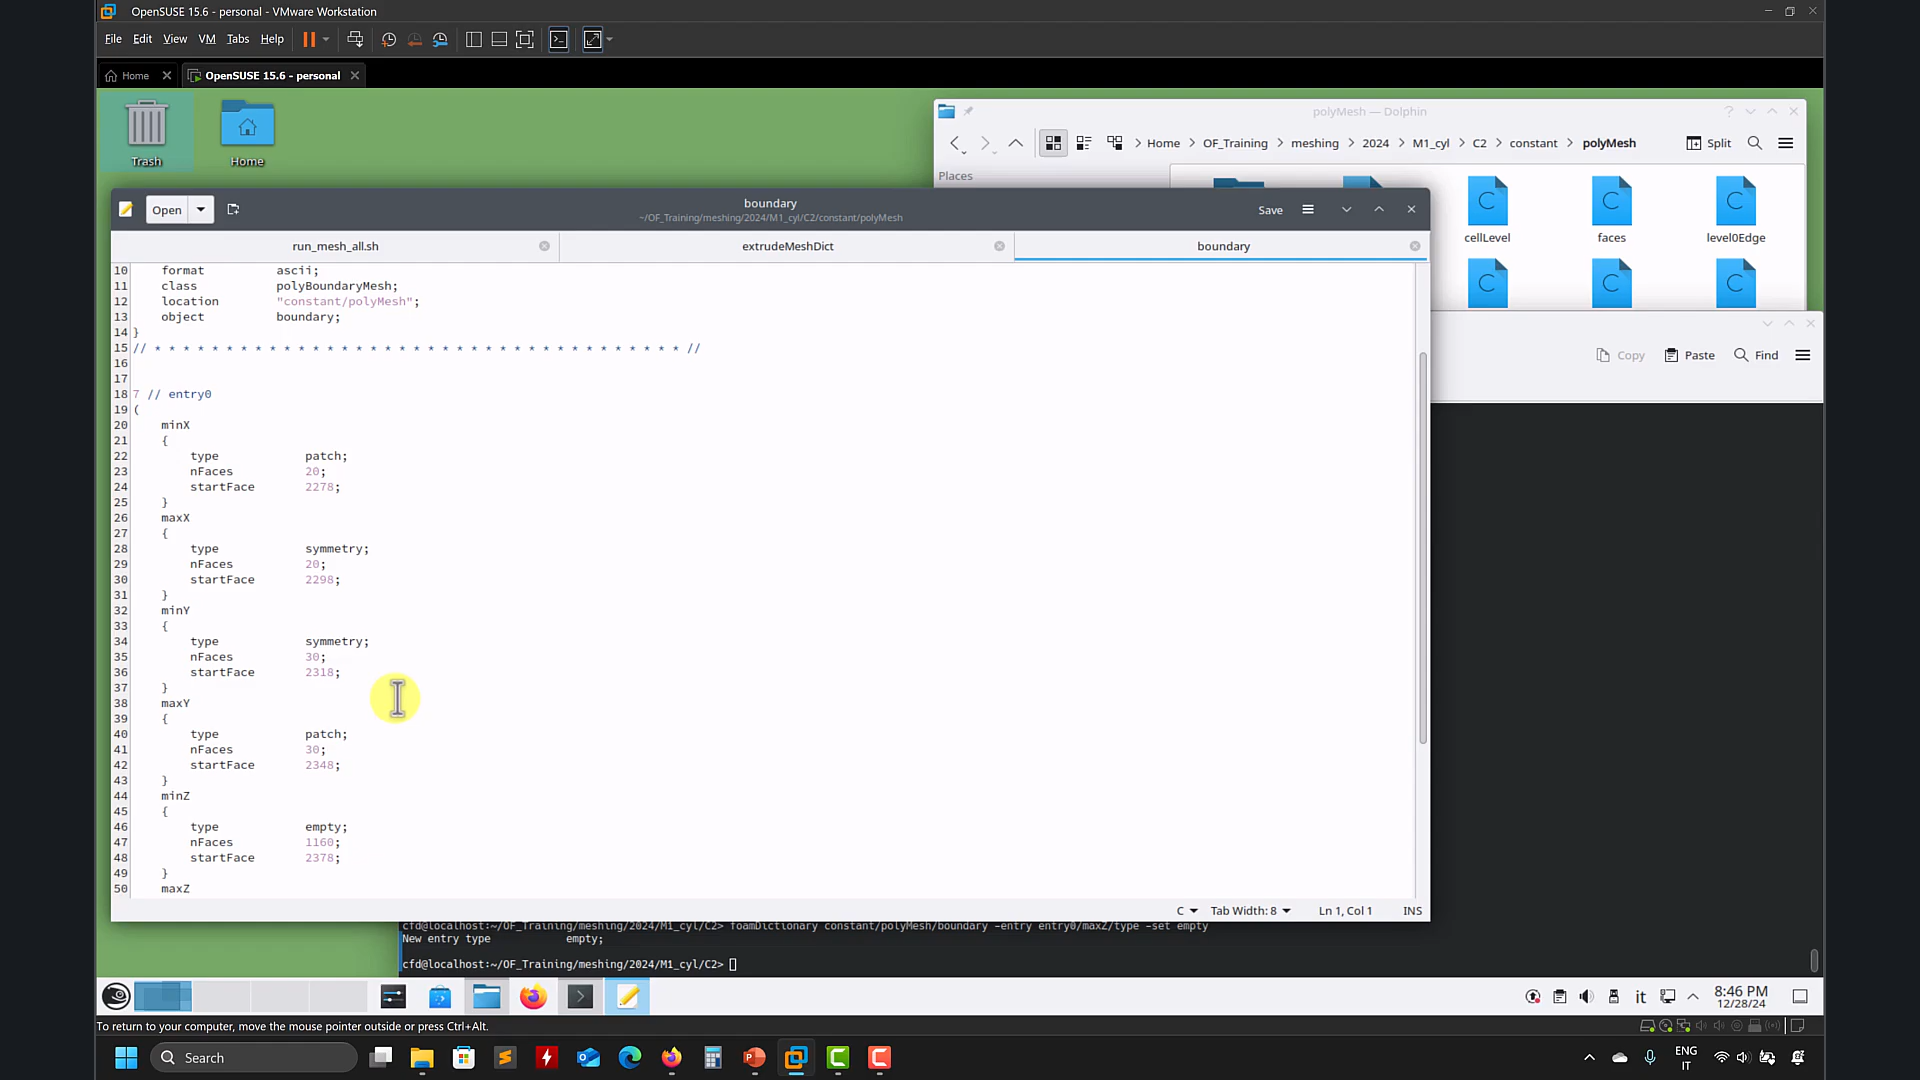 OpenSUSE 15.6 - personal - VMware Workstation
File Edit View VM Tabs Help
Home OpenSUSE 15.6 - personal
Trash
Home
polyMesh — Dolphin
Home OF_Training meshing 2024 M1_cyl C2 constant polyMesh Split
Places
cellLevel faces level0Edge
Open
boundary
~/OF_Training/meshing/2024/M1_cyl/C2/constant/polyMesh
Save
run_mesh_all.sh extrudeMeshDict boundary
Copy Paste Find
10 format ascii;
11 class polyBoundaryMesh;
12 location "constant/polyMesh";
13 object boundary;
14 }
15 // * * * * * * * * * * * * * * * * * * * * * * * * * * * * * * * * * * * * * //
16
17
18 7 // entry0
19 (
20 minX
21 {
22 type patch;
23 nFaces 20;
24 startFace 2278;
25 }
26 maxX
27 {
28 type symmetry;
29 nFaces 20;
30 startFace 2298;
31 }
32 minY
33 {
34 type symmetry;
35 nFaces 30;
36 startFace 2318;
37 }
38 maxY
39 {
40 type patch;
41 nFaces 30;
42 startFace 2348;
43 }
44 minZ
45 {
46 type empty;
47 nFaces 1160;
48 startFace 2378;
49 }
50 maxZ
C Tab Width: 8 Ln 1, Col 1 INS
cfd@localhost:~/OF_Training/meshing/2024/M1_cyl/C2> foamDictionary constant/polyMesh/boundary -entry entry0/maxZ/type -set empty
New entry type empty;
cfd@localhost:~/OF_Training/meshing/2024/M1_cyl/C2>
it
8:46 PM
12/28/24
To return to your computer, move the mouse pointer outside or press Ctrl+Alt.
Search
ENG
IT